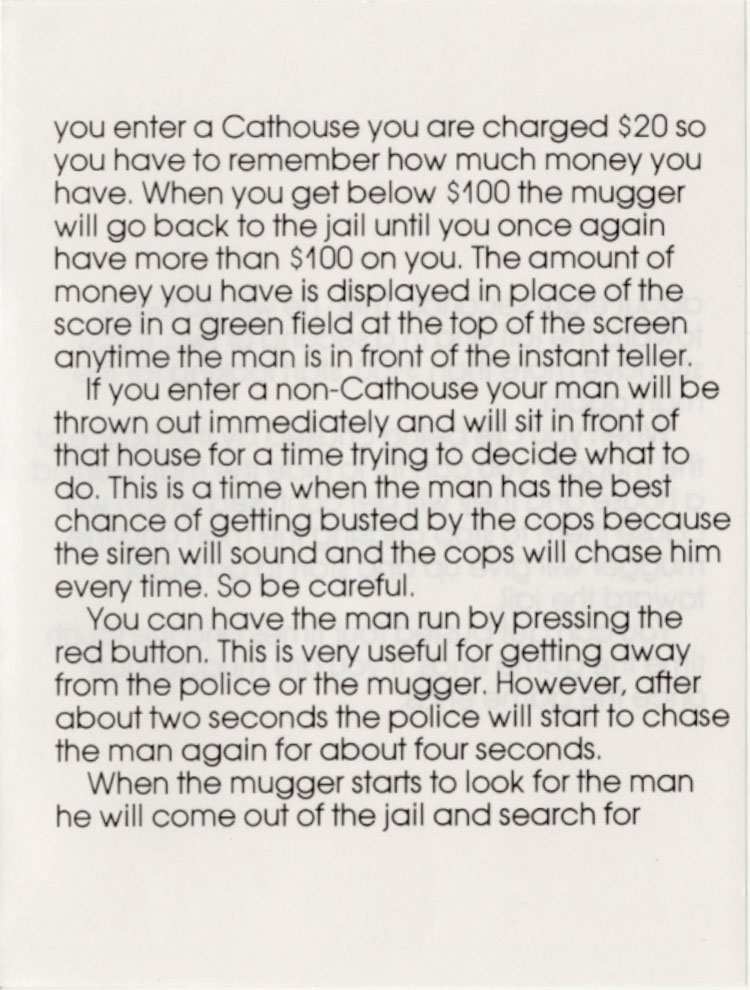 you enter a Cathouse you are charged $20 so
you have to remember how much money you
have. When you get below $100 the mugger
will go back to the jail until you once again
have more than $100 on you. The amount of
money you have is displayed in place of the
score in a green field at the top of the screen
anytime the man is in front of the instant teller.
If you enter a non-Cathouse your man will be
thrown out immediately and will sit in front of
that house for a time trying to decide what to
do. This is a time when the man has the best
chance of getting busted by the cops because
the siren will sound and the cops will chase him
every time. So be careful.
You can have the man run by pressing the
red button. This is very useful for getting away
from the police or the mugger. However, after
about two seconds the police will start to chase
the man again for about four seconds.
When the mugger starts to look for the man
he will come out of the jail and search for